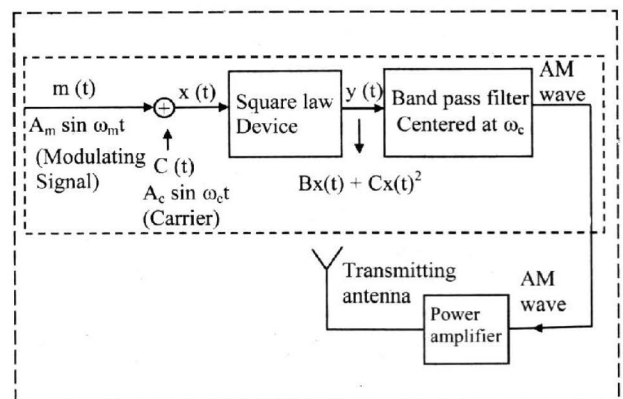 m (t)
A_m sin ω_mt
(Modulating
Signal)
+
x (t)
C (t)
A_c sin ω_ct
(Carrier)
Square law
Device
y (t)
Bx(t) + Cx(t)²
Band pass filter
Centered at ω_c
AM
wave
Transmitting
antenna
Power
amplifier
AM
wave